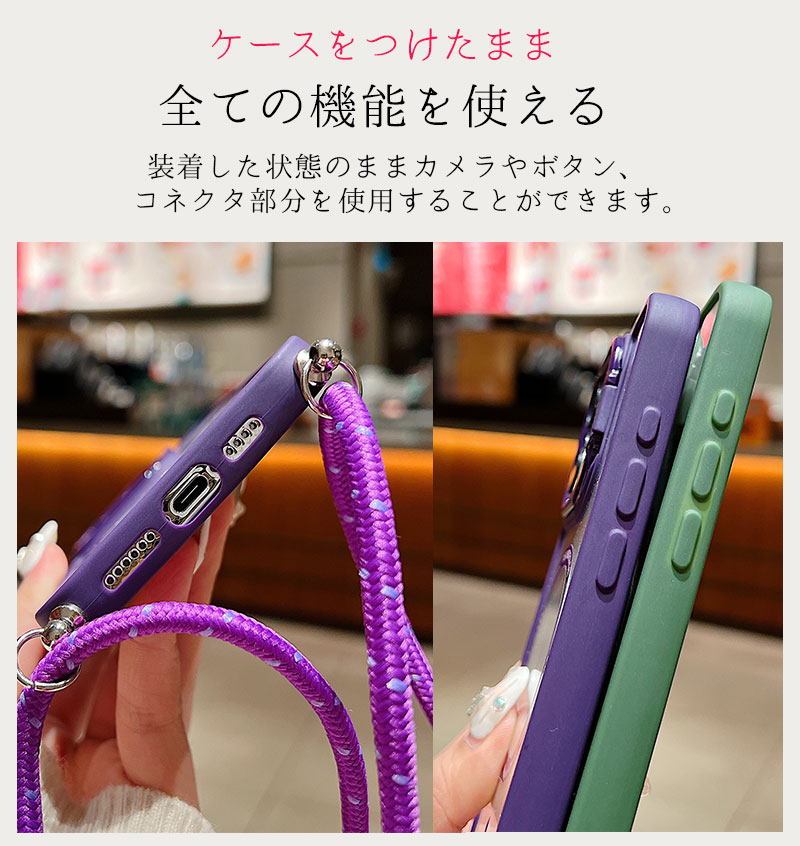 ケースをつけたまま
全ての機能を使える
装着した状態のままカメラやボタン、
コネクタ部分を使用することができます。